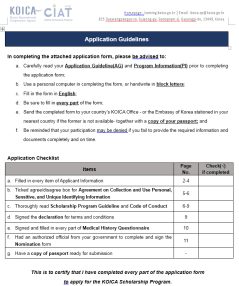 KOICA CIAT
Application Guidelines
In completing the attached application form, please be advised to:
a. Carefully read your Application Guideline(AG) and Program Information(PI) prior to completing
the application form;
b. Use a personal computer in completing the form, or handwrite in block letters;
c. Fill in the form in English;
d. Be sure to fill in every part of the form;
e. Send the completed form to your country's KOICA Office - or the Embassy of Korea stationed in your
nearest country if the former is not available- together with a copy of your passport; and
f. Be reminded that your participation may be denied if you fail to provide the required information and
documents completely and on time.
Application Checklist
Items Page No. Check(√) if completed
a. Filled in every item of Applicant Information 2-4
b. Ticked agree/disagree box for Agreement on Collection and Use Personal,
Sensitive, and Unique Identifying Information 5-6
c. Thoroughly read Scholarship Program Guideline and Code of Conduct 6-9
d. Signed the declaration for terms and conditions 9
e. Signed and filled in every part of Medical History Questionnaire 10
f. Had an authorized official from your government to complete and sign the
Nomination form 11
g. Have a copy of passport ready for submission -
This is to certify that I have completed every part of the application form
to apply for the KOICA Scholarship Program.